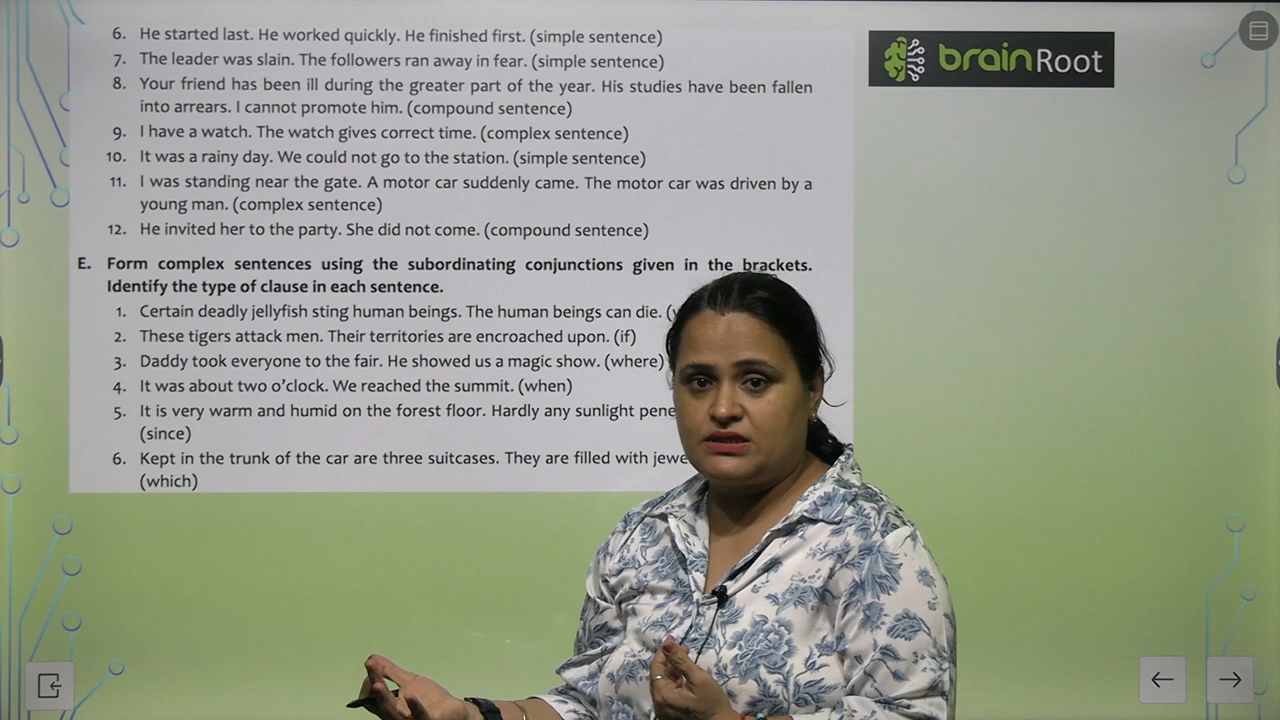 6. He started last. He worked quickly. He finished first. (simple sentence)
7. The leader was slain. The followers ran away in fear. (simple sentence)
8. Your friend has been ill during the greater part of the year. His studies have been fallen
into arrears. I cannot promote him. (compound sentence)
9. I have a watch. The watch gives correct time. (complex sentence)
10. It was a rainy day. We could not go to the station. (simple sentence)
11. I was standing near the gate. A motor car suddenly came. The motor car was driven by a
young man. (complex sentence)
12. He invited her to the party. She did not come. (compound sentence)
E. Form complex sentences using the subordinating conjunctions given in the brackets.
Identify the type of clause in each sentence.
1. Certain deadly jellyfish sting human beings. The human beings can die.
2. These tigers attack men. Their territories are encroached upon. (if)
3. Daddy took everyone to the fair. He showed us a magic show. (where)
4. It was about two o'clock. We reached the summit. (when)
5. It is very warm and humid on the forest floor. Hardly any sunlight
(since)
6. Kept in the trunk of the car are three suitcases. They are filled with
(which)
brainRoot